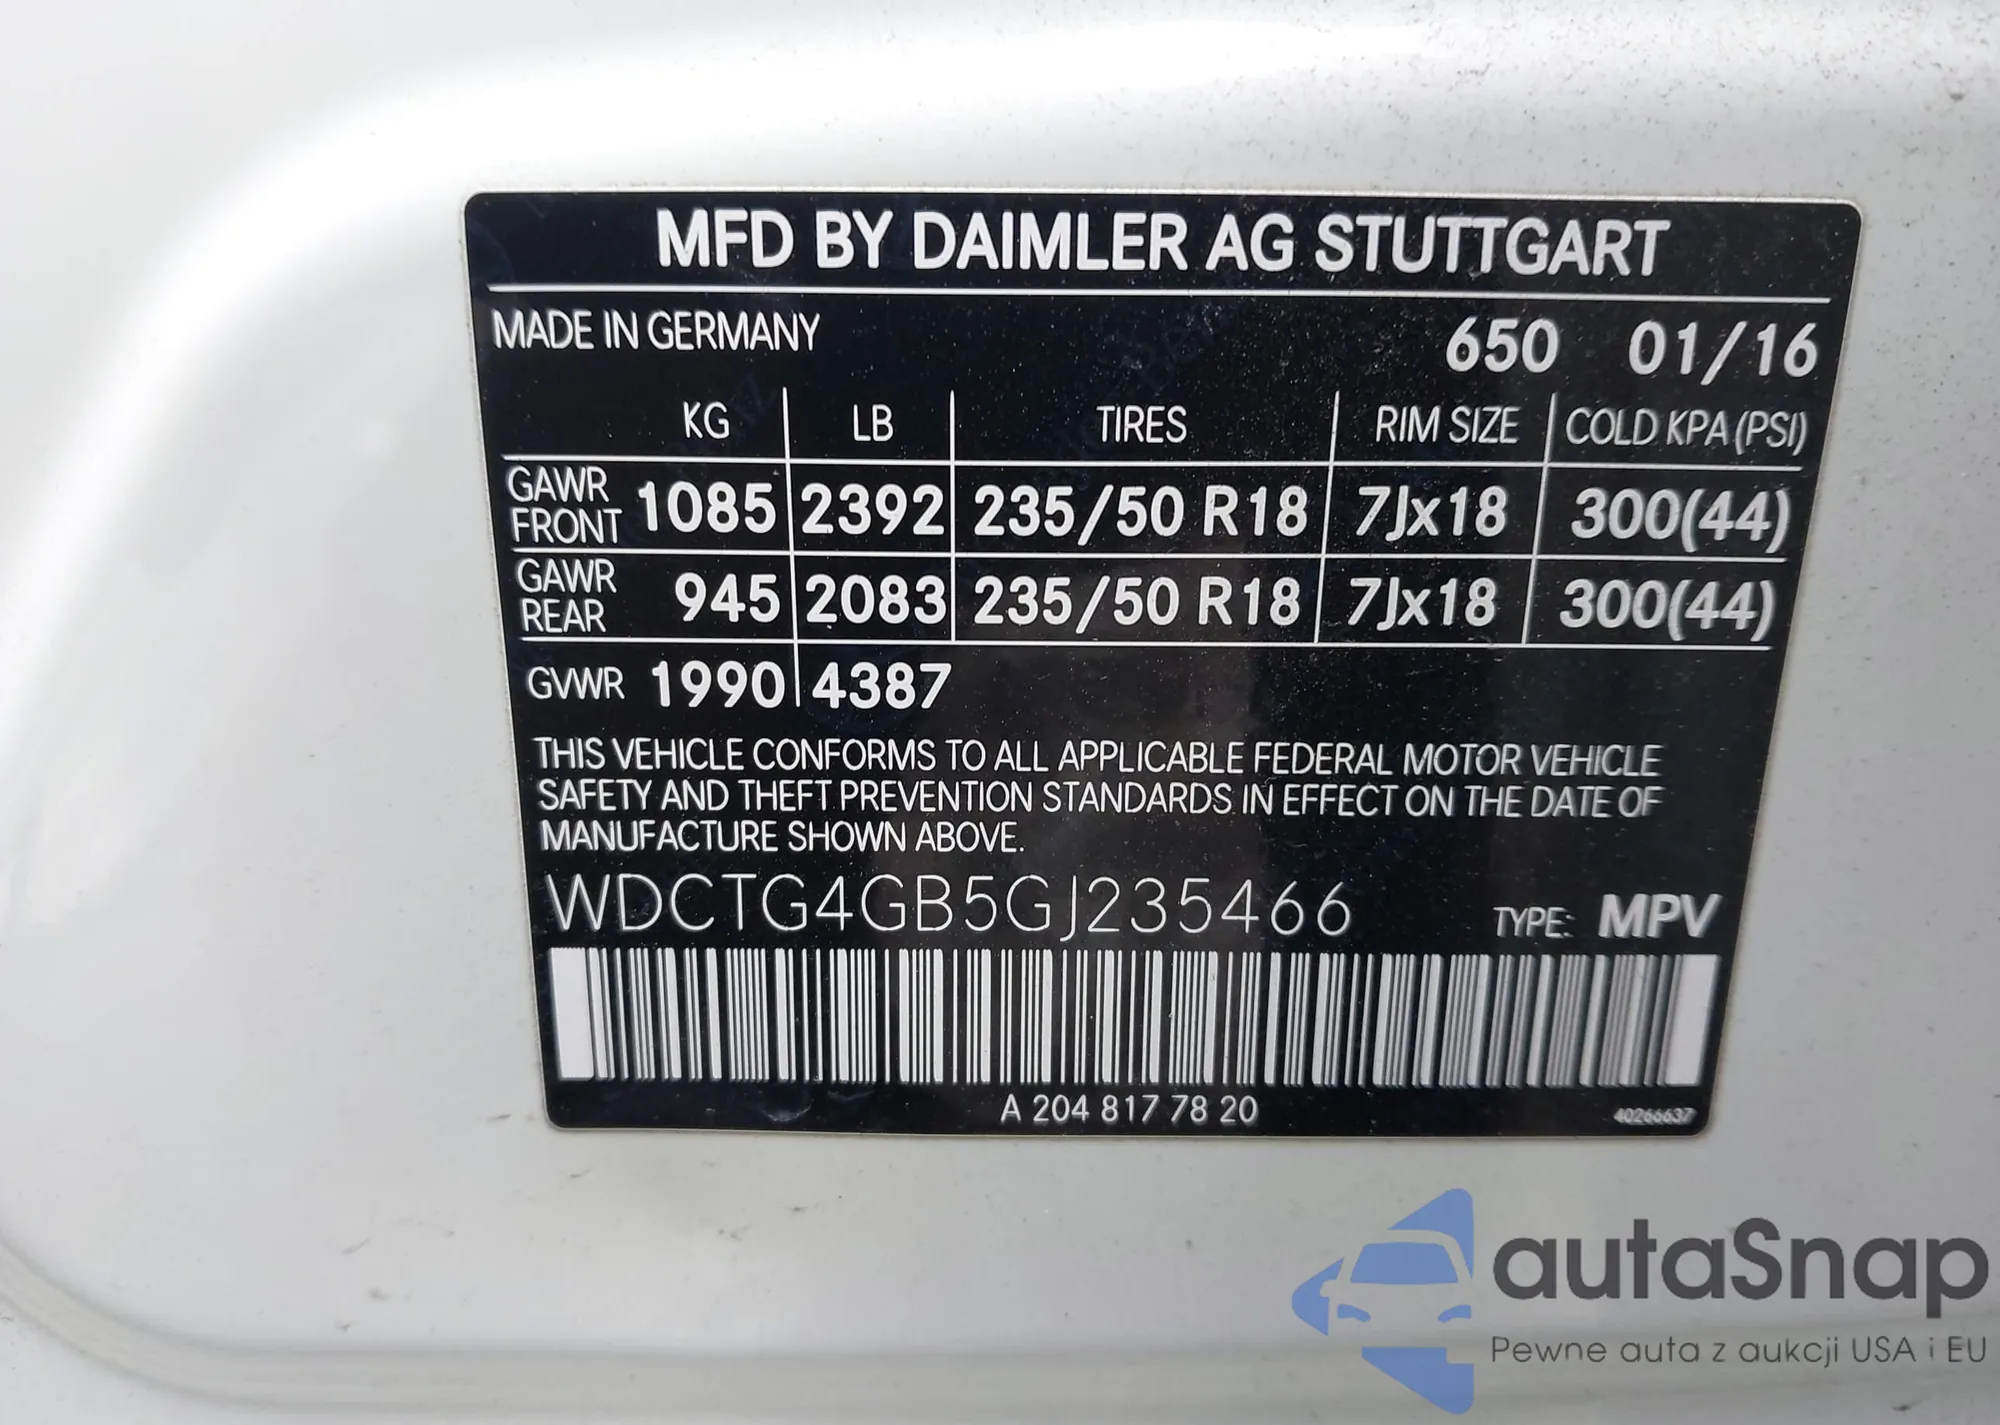 MFD BY DAIMLER AG STUTTGART
MADE IN GERMANY 650 01/16
KG LB TIRES RIM SIZE COLD KPA (PSI)
GAWR FRONT 1085 2392 235/50 R18 7Jx18 300(44)
GAWR REAR 945 2083 235/50 R18 7Jx18 300(44)
GVWR 1990 4387
THIS VEHICLE CONFORMS TO ALL APPLICABLE FEDERAL MOTOR VEHICLE
SAFETY AND THEFT PREVENTION STANDARDS IN EFFECT ON THE DATE OF
MANUFACTURE SHOWN ABOVE.
WDCTG4GB5GJ235466 TYPE: MPV
A 204 817 78 20 40266637
autaSnap
Pewne auta z aukcji USA i EU